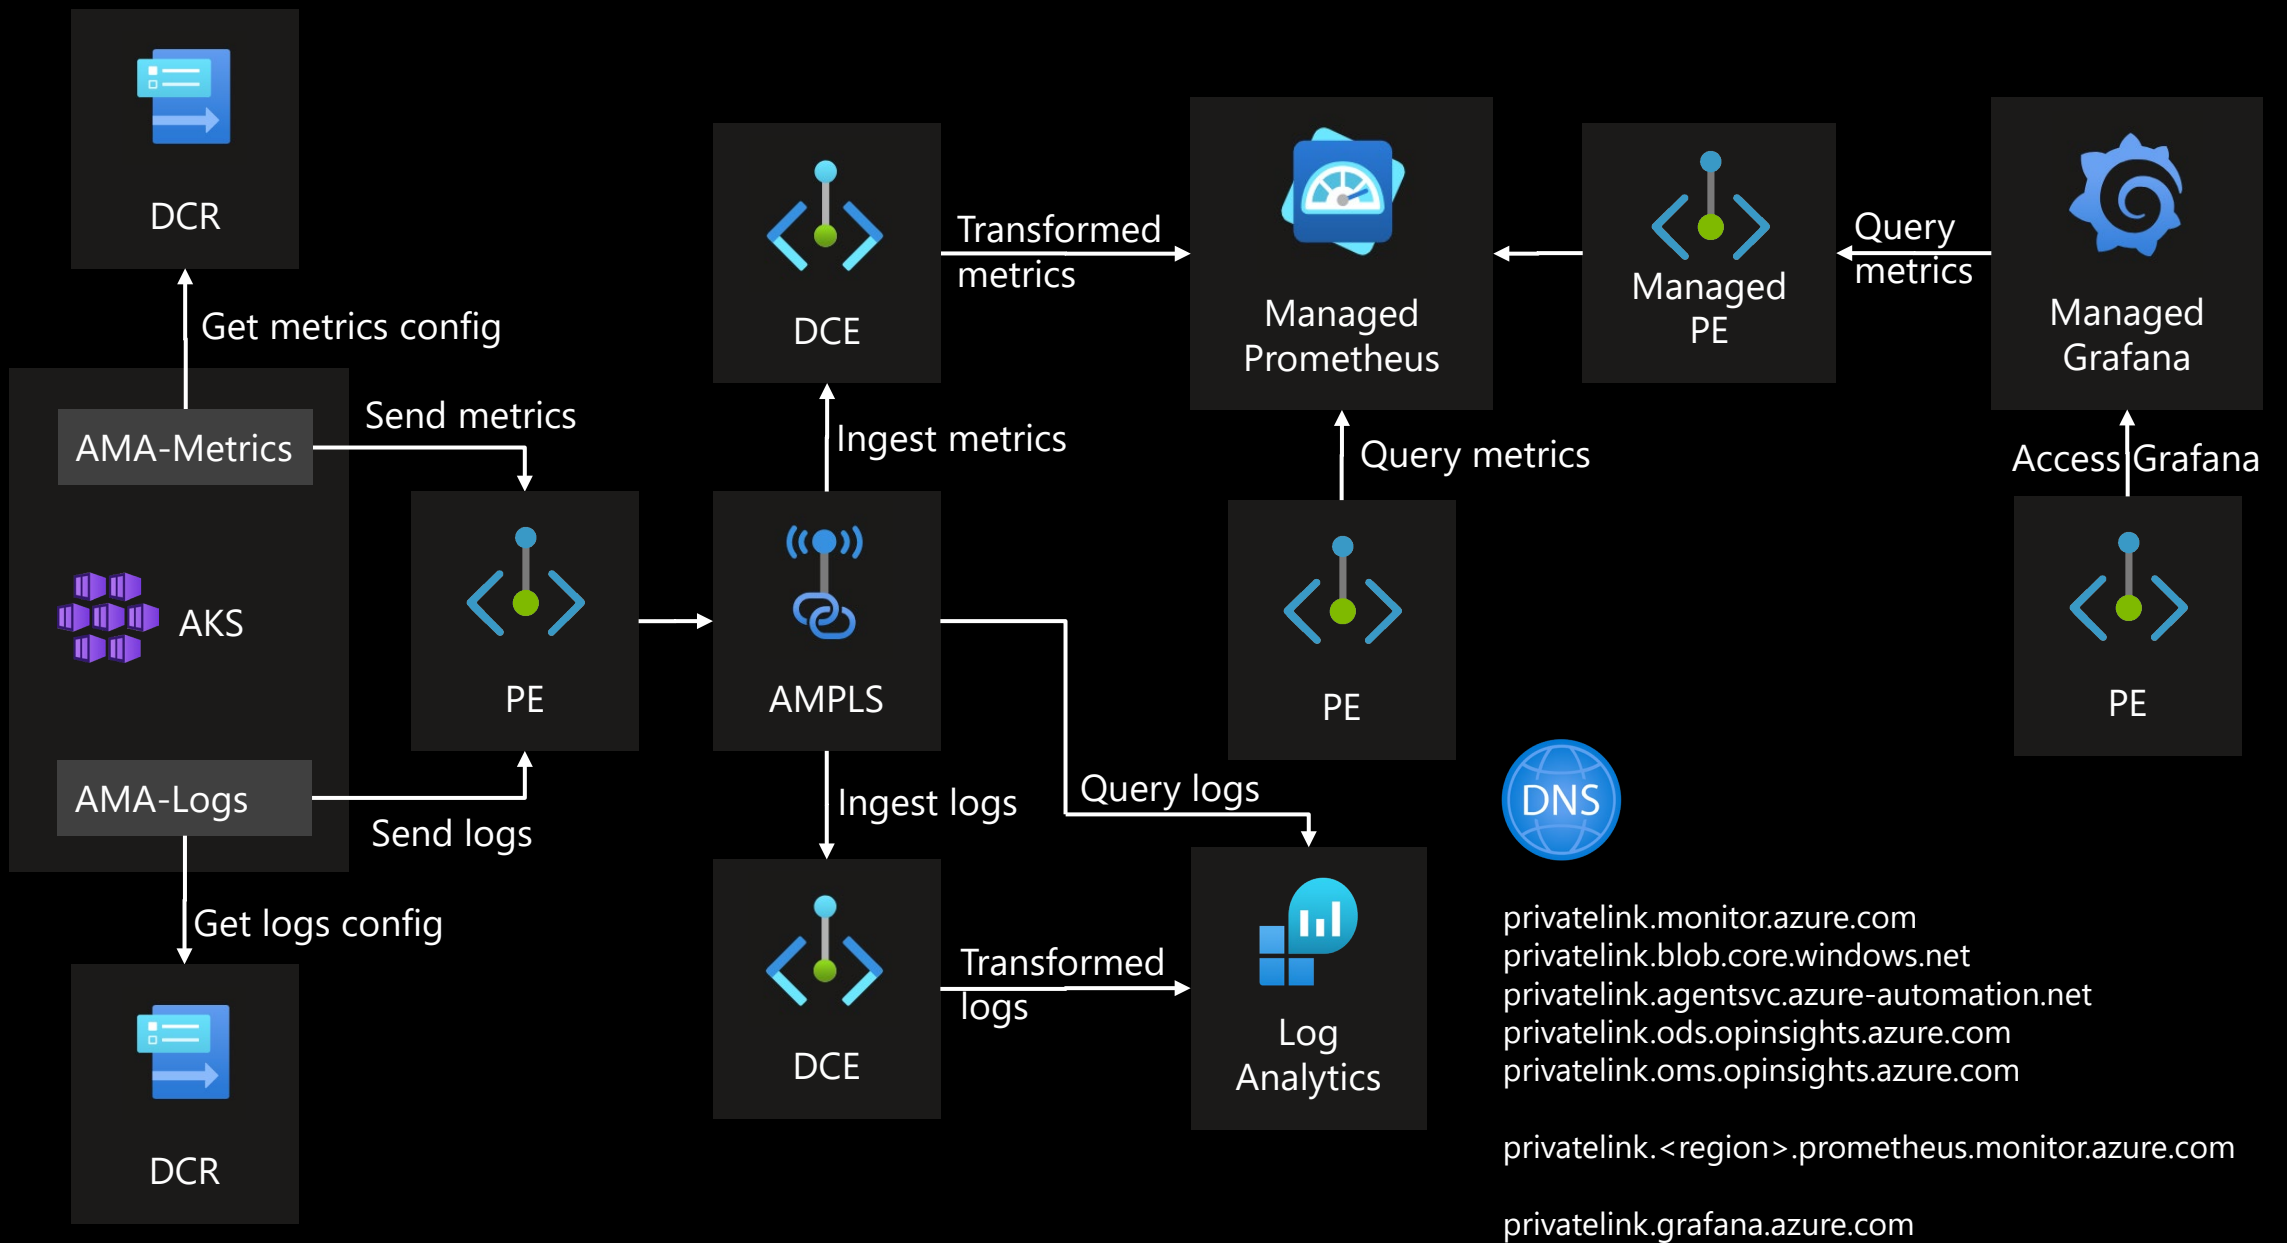 DCR
Get metrics config
AMA-Metrics
Send metrics
AKS
AMA-Logs
Send logs
Get logs config
DCR
PE
DCE
Ingest metrics
AMPLS
Ingest logs
DCE
Transformed
metrics
Query logs
Transformed
logs
Managed
Prometheus
Query metrics
PE
Log
Analytics
Managed
PE
Query
metrics
Managed
Grafana
Access Grafana
PE
DNS
privatelink.monitor.azure.com
privatelink.blob.core.windows.net
privatelink.agentsvc.azure-automation.net
privatelink.ods.opinsights.azure.com
privatelink.oms.opinsights.azure.com
privatelink.<region>.prometheus.monitor.azure.com
privatelink.grafana.azure.com